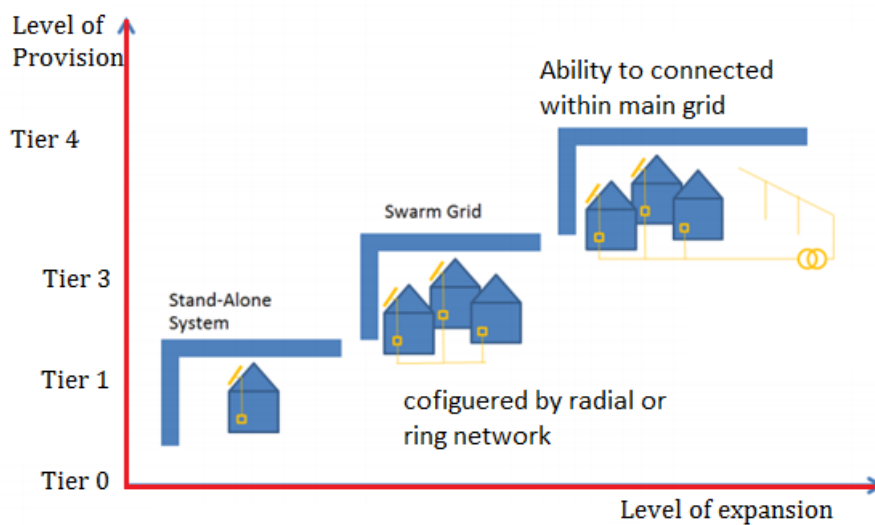 Level of
Provision
Ability to connected
within main grid
Tier 4
Swarm Grid
Tier 3
Stand-Alone
System
Tier 1
cofiguered by radial or
ring network
Tier 0
Level of expansion